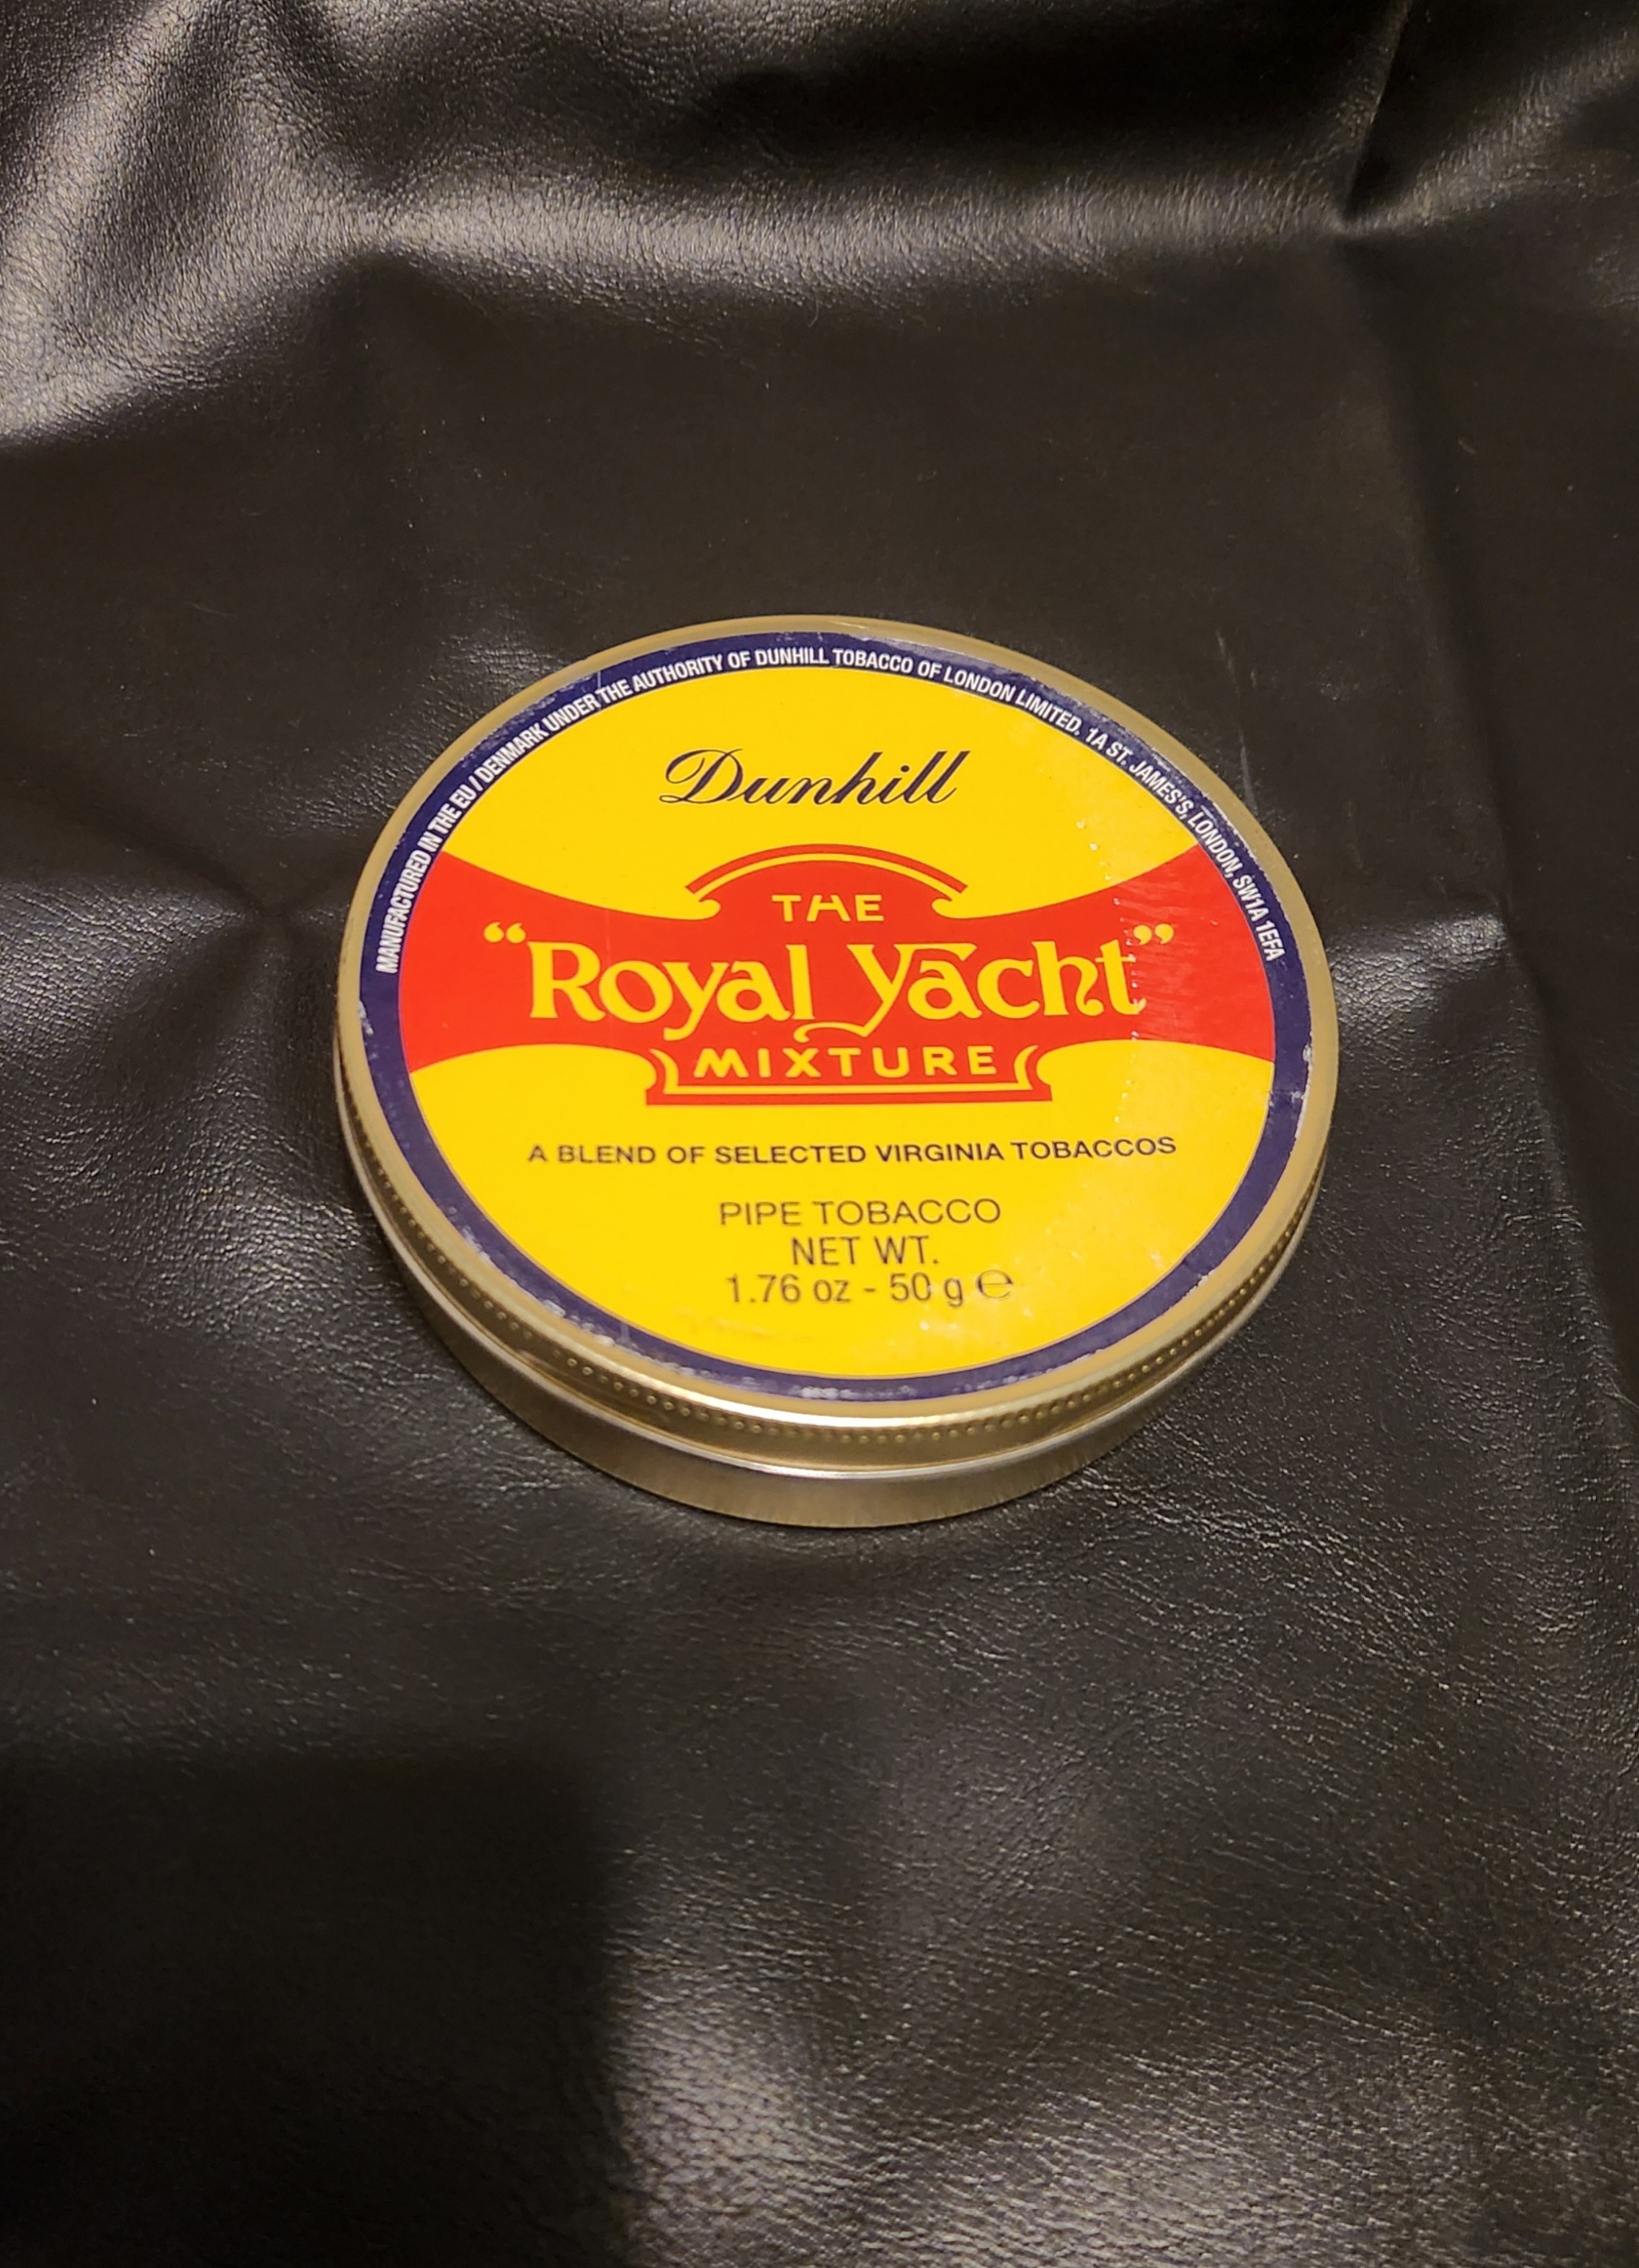 MANUFACTURED IN THE EU / DENMARK UNDER THE AUTHORITY OF DUNHILL TOBACCO OF LONDON LIMITED. 1A ST. JAMES'S, LONDON, SW1A 1EFA
Dunhill
THE
“Royal Yacht”
MIXTURE
A BLEND OF SELECTED VIRGINIA TOBACCOS
PIPE TOBACCO
NET WT.
1.76 oz - 50 g ℮